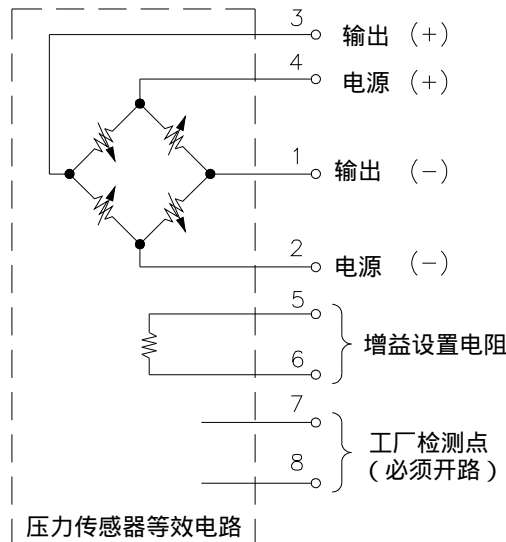 3 输出 (+)
4 电源 (+)
1 输出 (−)
2 电源 (−)
5
增益设置电阻
6
7
工厂检测点
(必须开路)
8
压力传感器等效电路